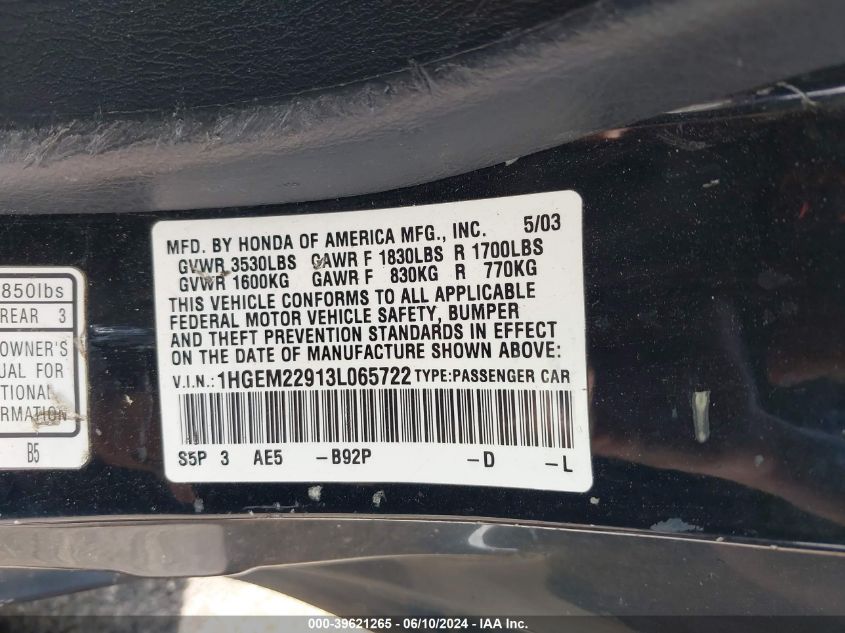 MFD. BY HONDA OF AMERICA MFG., INC. 5/03
GVWR 3530LBS GAWR F 1830LBS R 1700LBS
GVWR 1600KG GAWR F 830KG R 770KG
THIS VEHICLE CONFORMS TO ALL APPLICABLE
FEDERAL MOTOR VEHICLE SAFETY, BUMPER
AND THEFT PREVENTION STANDARDS IN EFFECT
ON THE DATE OF MANUFACTURE SHOWN ABOVE:
V.I.N.: 1HGEM22913L065722 TYPE:PASSENGER CAR
S5P 3 AE5 -B92P -D -L
850lbs
REAR 3
OWNER'S
UAL FOR
TIONAL
RMATION
B5
000-39621265 - 06/10/2024 - IAA Inc.